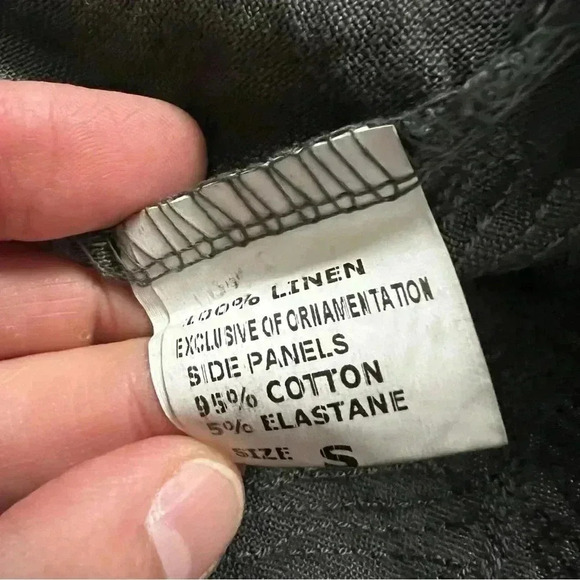 100% LINEN
EXCLUSIVE OF ORNAMENTATION
SIDE PANELS
95% COTTON
5% ELASTANE
SIZE S